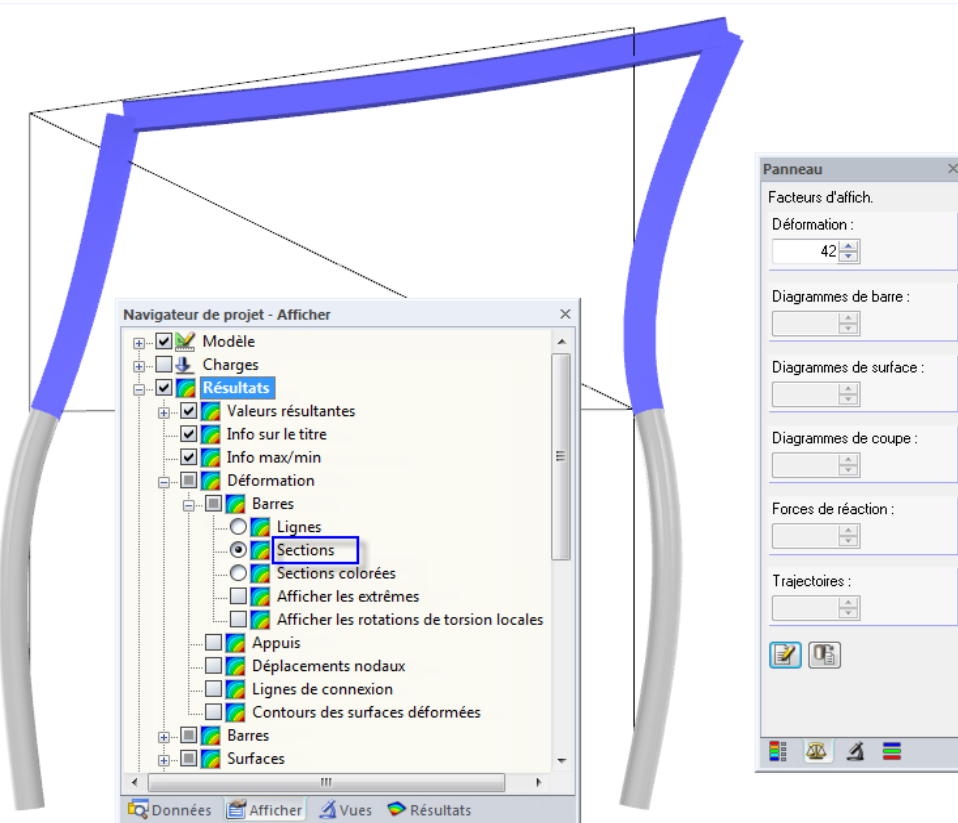 Navigateur de projet - Afficher
Modèle
Charges
Résultats
Valeurs résultantes
Info sur le titre
Info max/min
Déformation
Barres
Lignes
Sections
Sections colorées
Afficher les extrêmes
Afficher les rotations de torsion locales
Appuis
Déplacements nodaux
Lignes de connexion
Contours des surfaces déformées
Barres
Surfaces
Données Afficher Vues Résultats
Panneau
Facteurs d'affich.
Déformation :
42
Diagrammes de barre :
Diagrammes de surface :
Diagrammes de coupe :
Forces de réaction :
Trajectoires :